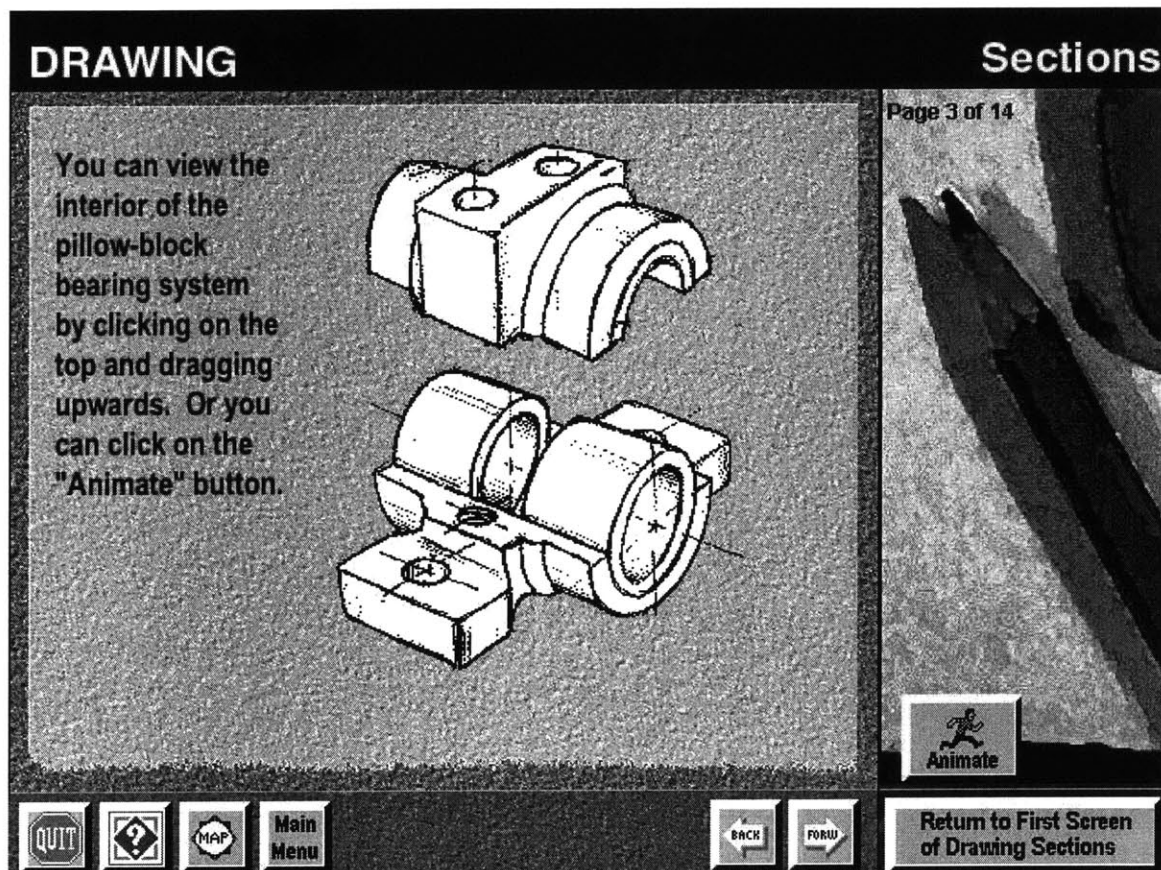 DRAWING
Sections
Page 3 of 14
You can view the
interior of the
pillow-block
bearing system
by clicking on the
top and dragging
upwards. Or you
can click on the
"Animate" button.
Animate
QUIT
?
MAP
Main
Menu
BACK
FORW
Return to First Screen
of Drawing Sections